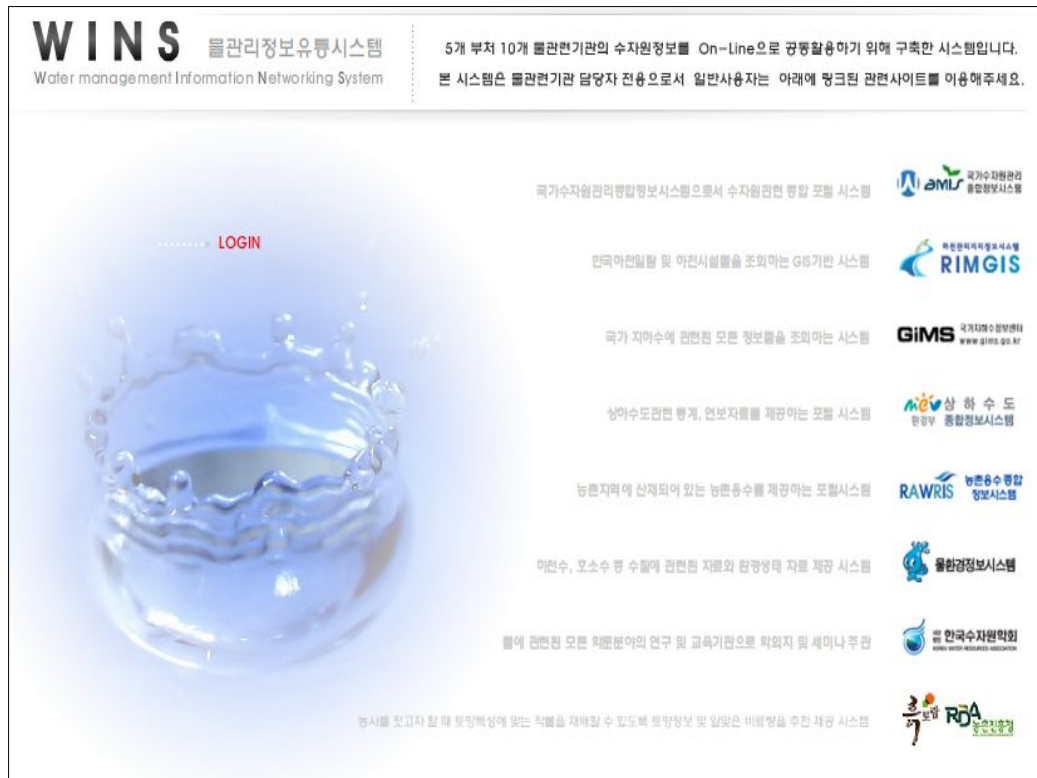 WINS 물관리정보유통시스템
Water management Information Networking System
5개 부처 10개 물관련기관의 수자원정보를 On-Line으로 공동활용하기 위해 구축한 시스템입니다.
본 시스템은 물관련기관 담당자 전용으로서 일반사용자는 아래에 링크된 관련사이트를 이용해주세요.
LOGIN
국가수자원관리종합정보시스템으로서 수자원관련 종합 포털 시스템
WAMIS 국가수자원관리
종합정보시스템
한국하천일람 및 하천시설물을 조회하는 GIS기반 시스템
하천관리지리정보시스템
RIMGIS
국가 지하수에 관련된 모든 정보를을 조회하는 시스템
GiMS 국가지하수정보센터
www.gims.go.kr
상하수도관련 통계, 연보자료를 제공하는 포털 시스템
mev 상하수도
환경부 종합정보시스템
농촌지역에 산재되어 있는 농촌용수를 제공하는 포털시스템
RAWRIS 농촌용수종합
정보시스템
하천수, 호소수 등 수질에 관련된 자료와 환경생태 자료 제공 시스템
물환경정보시스템
물에 관련된 모든 학문분야의 연구 및 교육기관으로 학회지 및 세미나 주관
한국수자원학회
KOREA WATER RESOURCES ASSOCIATION
농사를 짓고자 할 때 토양특성에 맞는 작물을 재배할 수 있도록 토양정보 및 알맞은 비료량을 추천 제공 시스템
흙토람 RDA
농촌진흥청